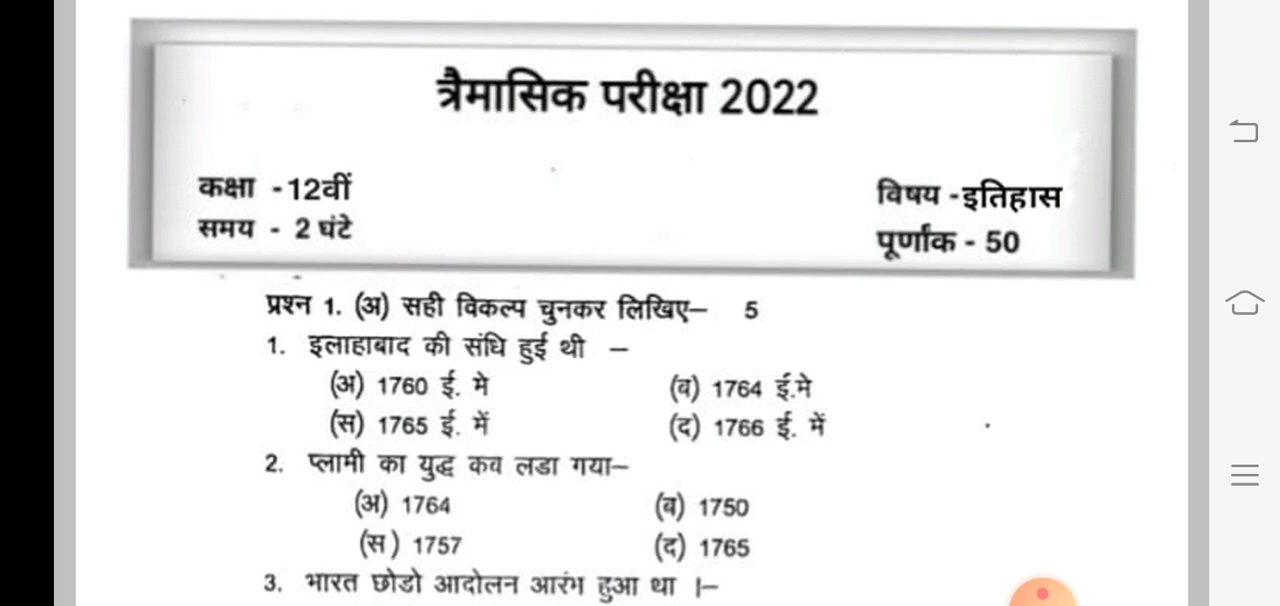 त्रैमासिक परीक्षा 2022
कक्षा - 12वीं
विषय - इतिहास
समय - 2 घंटे
पूर्णांक - 50
प्रश्न 1. (अ) सही विकल्प चुनकर लिखिए– 5
1. इलाहाबाद की संधि हुई थी –
(अ) 1760 ई. मे
(ब) 1764 ई.मे
(स) 1765 ई. में
(द) 1766 ई. में
2. प्लामी का युद्ध कब लडा गया–
(अ) 1764
(ब) 1750
(स) 1757
(द) 1765
3. भारत छोडो आदोलन आरंभ हुआ था ।–